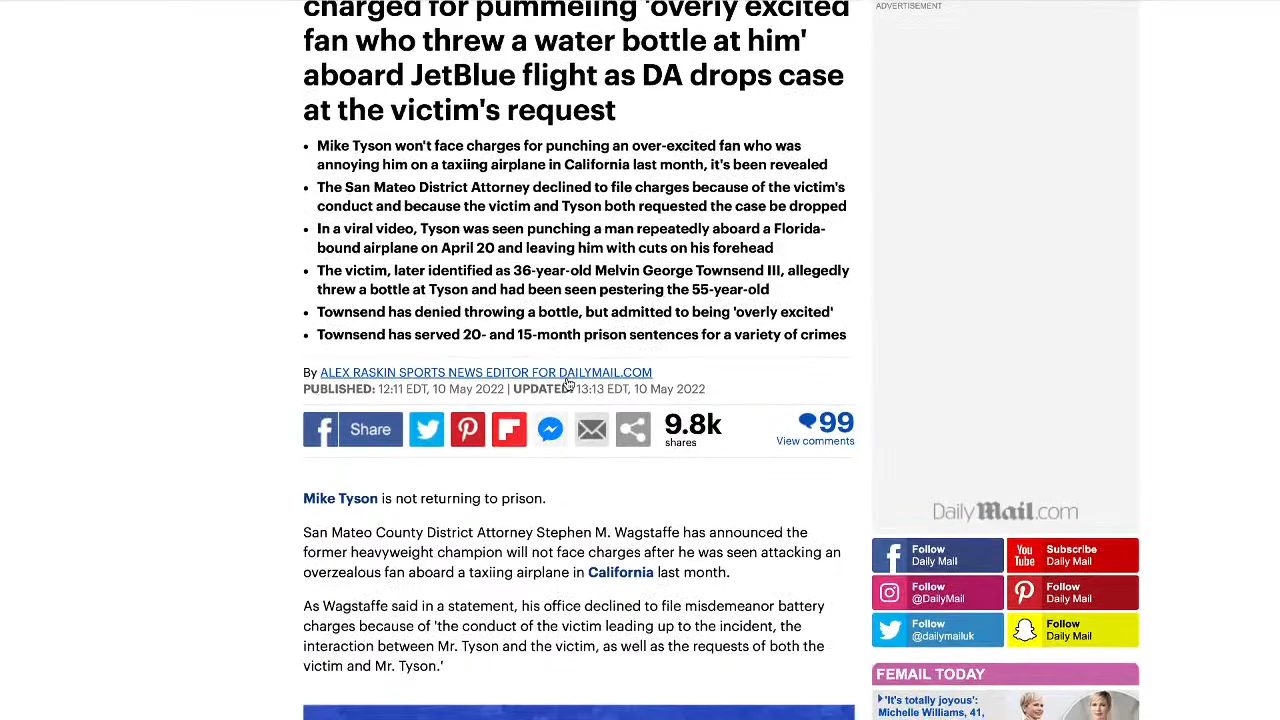 charged for pummeling 'overly excited
fan who threw a water bottle at him'
aboard JetBlue flight as DA drops case
at the victim's request
• Mike Tyson won't face charges for punching an over-excited fan who was
annoying him on a taxiing airplane in California last month, it's been revealed
• The San Mateo District Attorney declined to file charges because of the victim's
conduct and because the victim and Tyson both requested the case be dropped
• In a viral video, Tyson was seen punching a man repeatedly aboard a Florida-
bound airplane on April 20 and leaving him with cuts on his forehead
• The victim, later identified as 36-year-old Melvin George Townsend III, allegedly
threw a bottle at Tyson and had been seen pestering the 55-year-old
• Townsend has denied throwing a bottle, but admitted to being 'overly excited'
• Townsend has served 20- and 15-month prison sentences for a variety of crimes
By ALEX RASKIN SPORTS NEWS EDITOR FOR DAILYMAIL.COM
PUBLISHED: 12:11 EDT, 10 May 2022 | UPDATED: 13:13 EDT, 10 May 2022
Share
9.8k
shares
99
View comments
Mike Tyson is not returning to prison.
San Mateo County District Attorney Stephen M. Wagstaffe has announced the
former heavyweight champion will not face charges after he was seen attacking an
overzealous fan aboard a taxiing airplane in California last month.
As Wagstaffe said in a statement, his office declined to file misdemeanor battery
charges because of 'the conduct of the victim leading up to the incident, the
interaction between Mr. Tyson and the victim, as well as the requests of both the
victim and Mr. Tyson.'
ADVERTISEMENT
Daily Mail.com
Follow
Daily Mail
You
Tube
Subscribe
Daily Mail
Follow
@DailyMail
Follow
Daily Mail
Follow
@dailymailuk
Follow
Daily Mail
FEMAIL TODAY
'It's totally joyous':
Michelle Williams, 41,